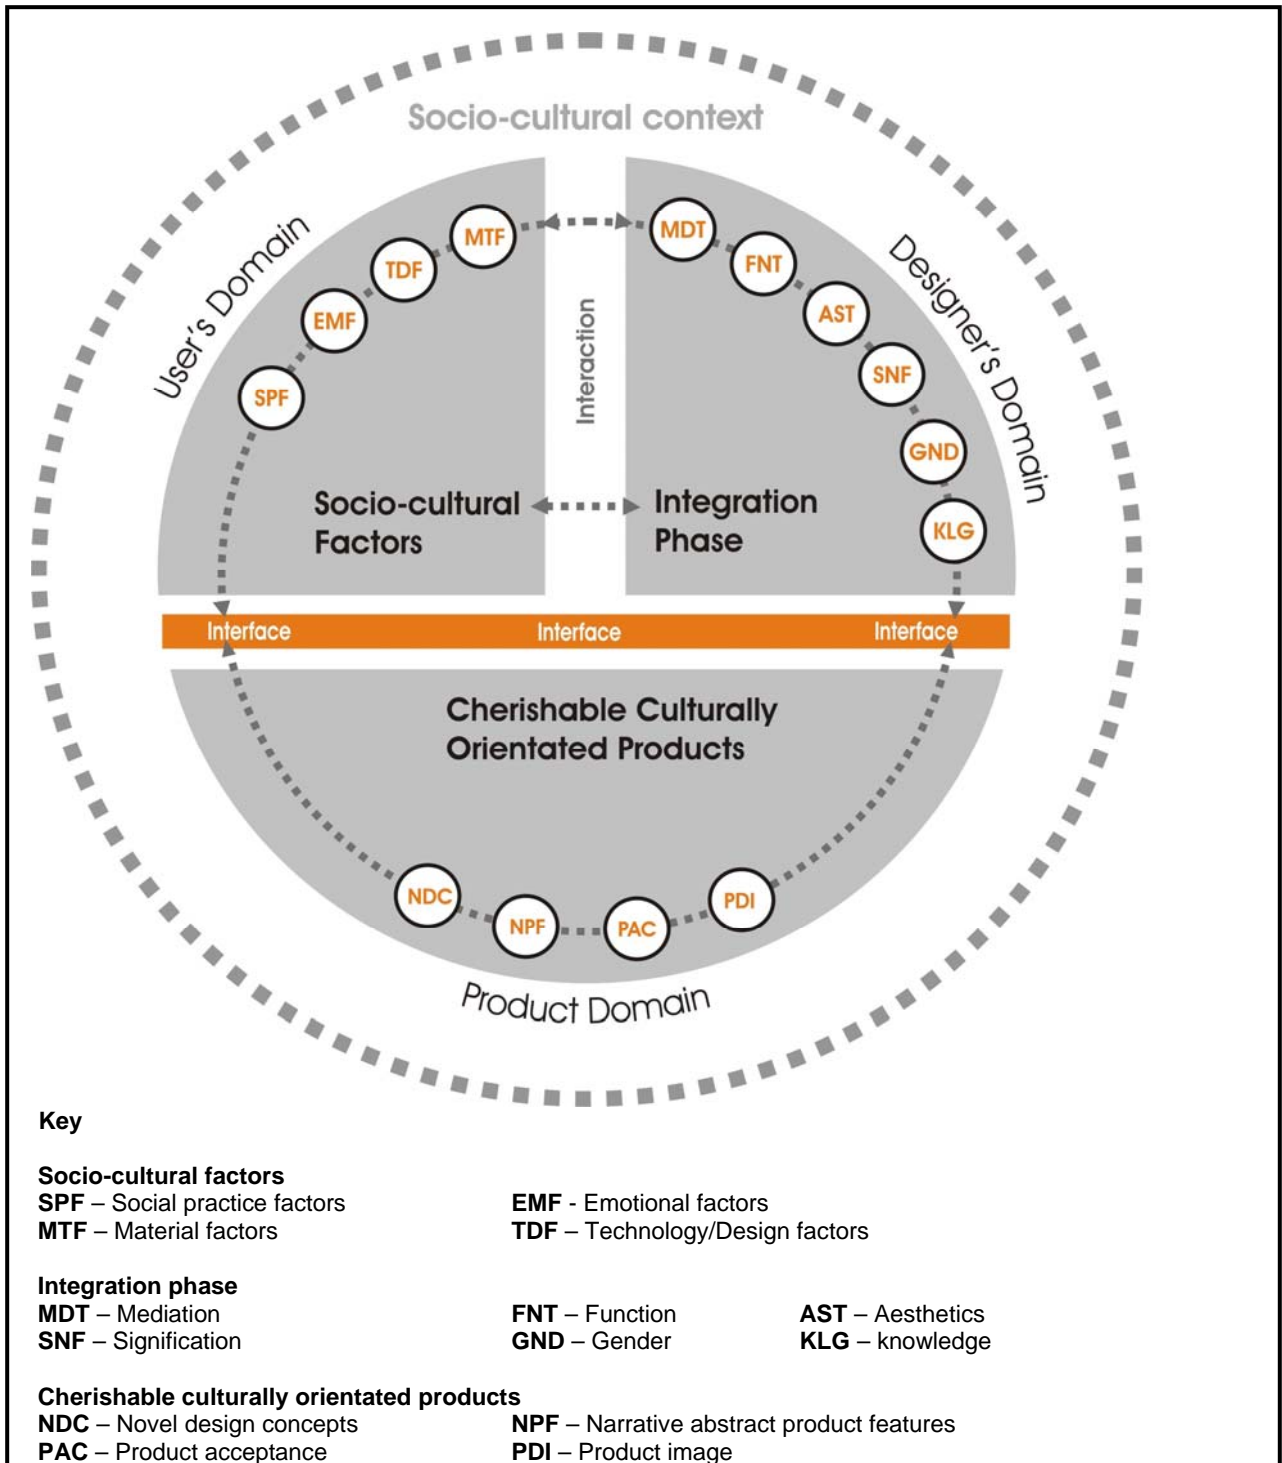 Socio-cultural context
User's Domain
Designer's Domain
MTF
TDF
EMF
SPF
MDT
FNT
AST
SNF
GND
KLG
Interaction
Socio-cultural
Factors
Integration
Phase
Interface Interface Interface
Cherishable Culturally
Orientated Products
NDC
NPF
PAC
PDI
Product Domain
Key
Socio-cultural factors
SPF – Social practice factors EMF - Emotional factors
MTF – Material factors TDF – Technology/Design factors
Integration phase
MDT – Mediation FNT – Function AST – Aesthetics
SNF – Signification GND – Gender KLG – knowledge
Cherishable culturally orientated products
NDC – Novel design concepts NPF – Narrative abstract product features
PAC – Product acceptance PDI – Product image